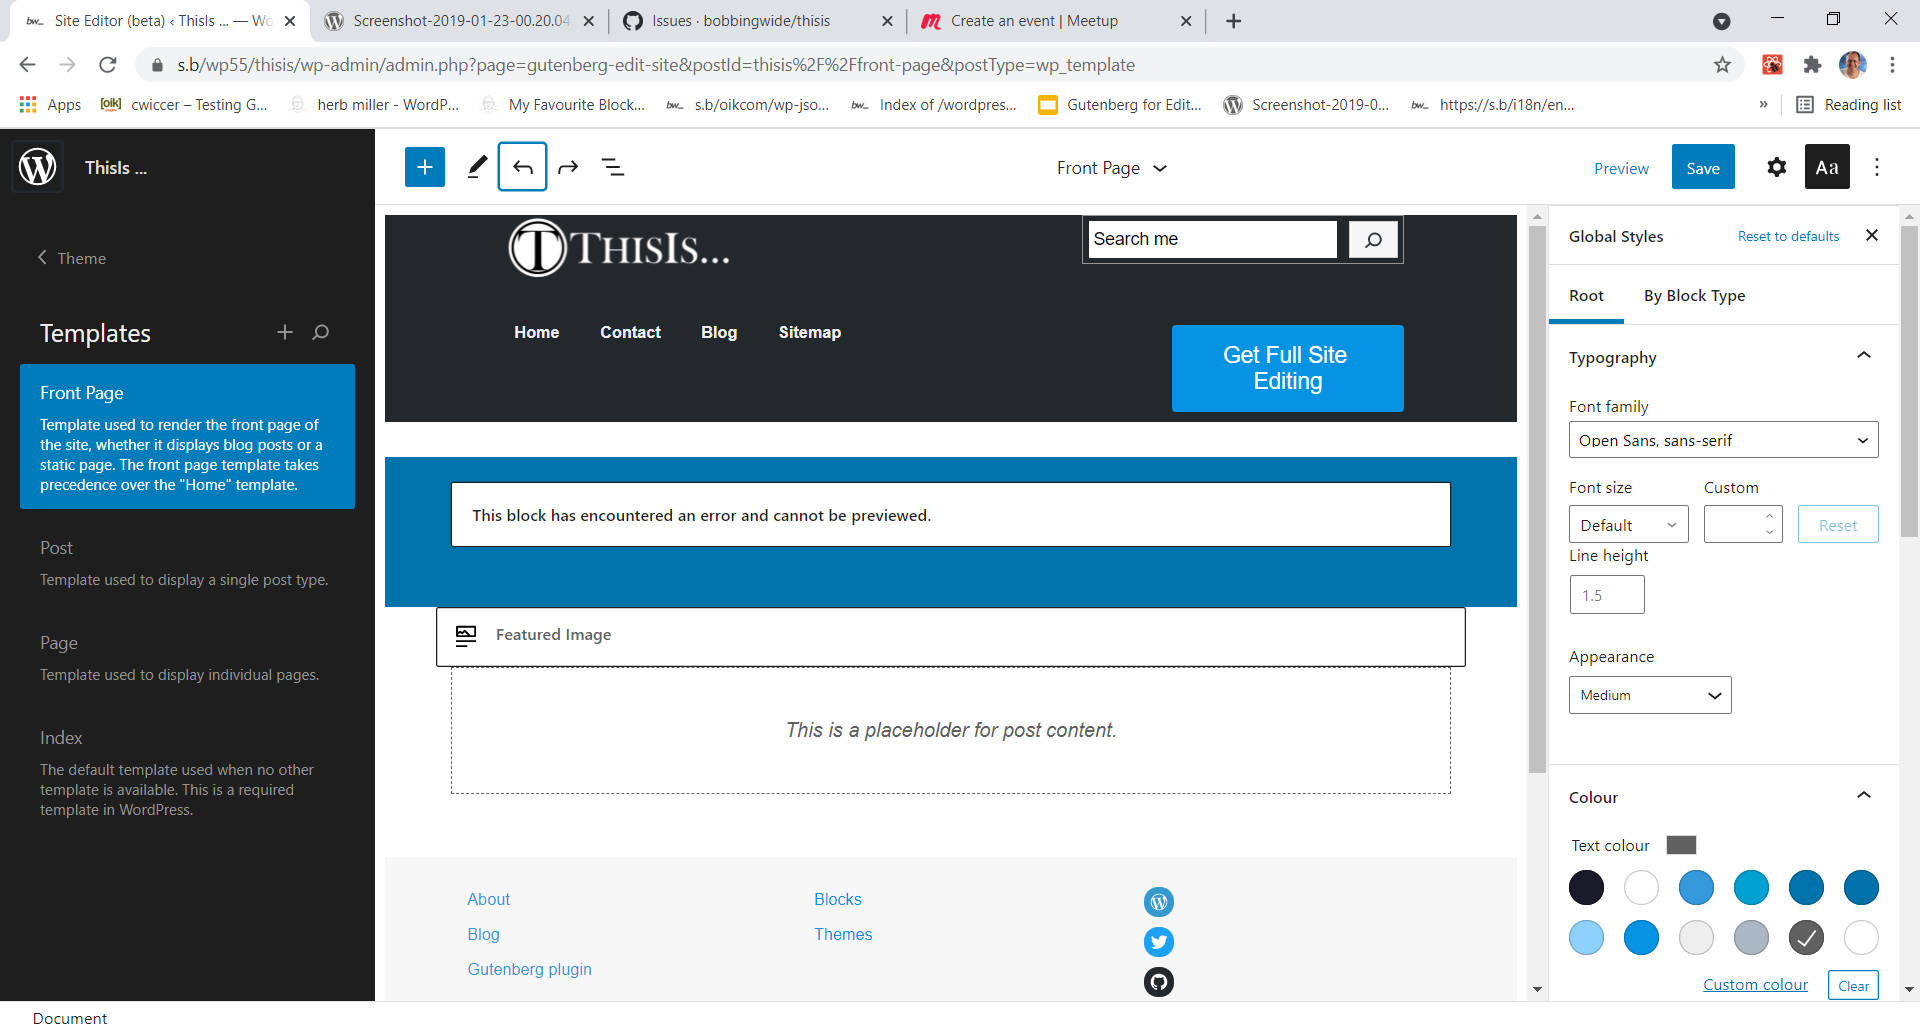 Site Editor (beta) ‹ ThisIs ... — Wo
Screenshot-2019-01-23-00.20.04
Issues · bobbingwide/thisis
Create an event | Meetup
s.b/wp55/thisis/wp-admin/admin.php?page=gutenberg-edit-site&postId=thisis%2F%2Ffront-page&postType=wp_template
Apps
cwiccer – Testing G...
herb miller - WordP...
My Favourite Block...
s.b/oikcom/wp-jso...
Index of /wordpres...
Gutenberg for Edit...
Screenshot-2019-0...
https://s.b/i18n/en...
»
Reading list
ThisIs ...
Front Page
Preview
Save
Aa
Theme
Templates
Front Page
Template used to render the front page of
the site, whether it displays blog posts or a
static page. The front page template takes
precedence over the "Home" template.
Post
Template used to display a single post type.
Page
Template used to display individual pages.
Index
The default template used when no other
template is available. This is a required
template in WordPress.
THISIS...
Search me
Home
Contact
Blog
Sitemap
Get Full Site
Editing
This block has encountered an error and cannot be previewed.
Featured Image
This is a placeholder for post content.
About
Blog
Gutenberg plugin
Blocks
Themes
Global Styles
Reset to defaults
Root
By Block Type
Typography
Font family
Open Sans, sans-serif
Font size
Custom
Default
Reset
Line height
1.5
Appearance
Medium
Colour
Text colour
Custom colour
Clear
Document